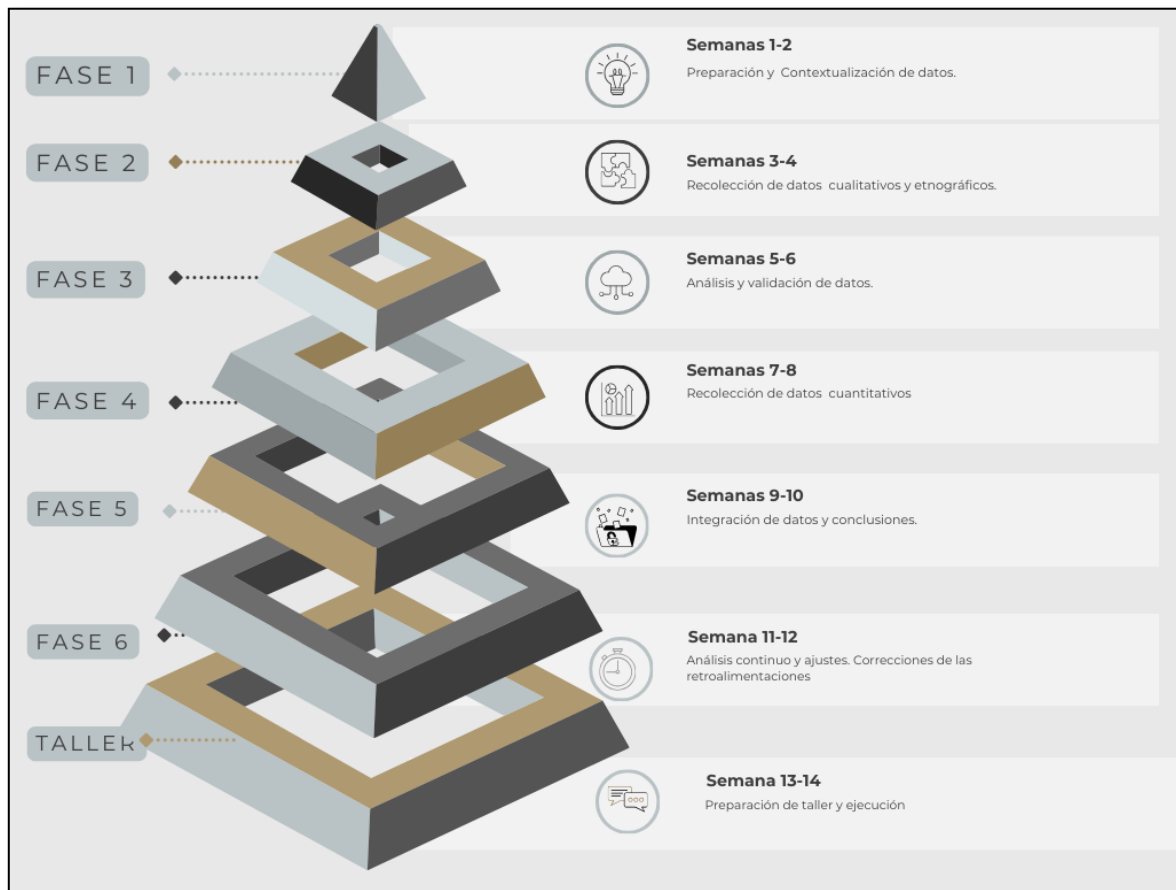 FASE 1
Semanas 1-2
Preparación y Contextualización de datos.
FASE 2
Semanas 3-4
Recolección de datos cualitativos y etnográficos.
FASE 3
Semanas 5-6
Análisis y validación de datos.
FASE 4
Semanas 7-8
Recolección de datos cuantitativos
FASE 5
Semanas 9-10
Integración de datos y conclusiones.
FASE 6
Semana 11-12
Análisis continuo y ajustes. Correcciones de las
retroalimentaciones
TALLER
Semana 13-14
Preparación de taller y ejecución